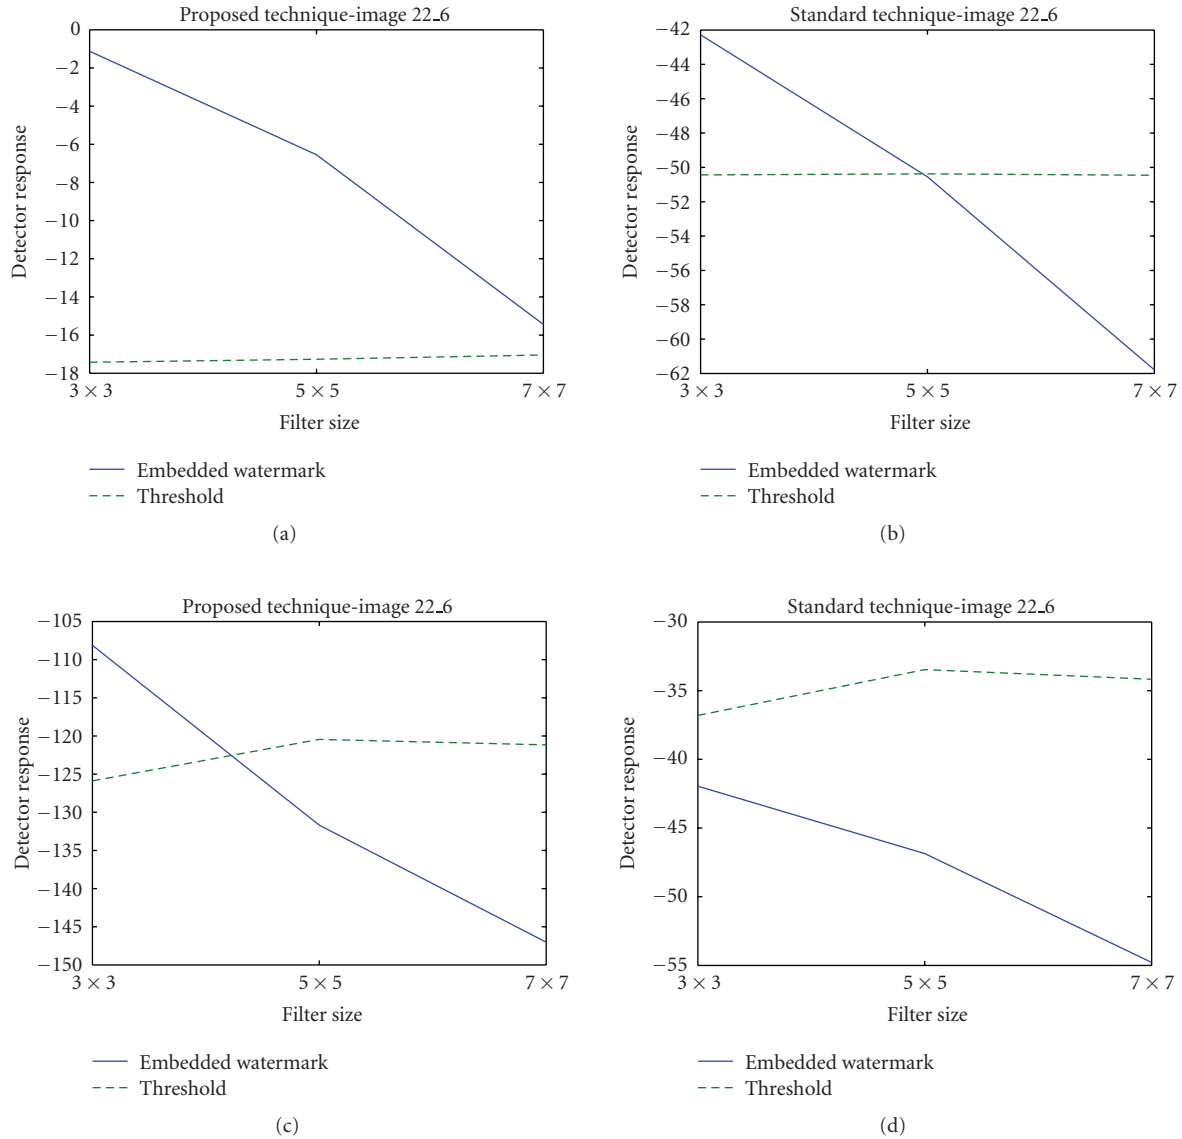 Proposed technique-image 22_6
0
−2
−4
−6
−8
−10
−12
−14
−16
−18
Detector response
3 × 3
5 × 5
7 × 7
Filter size
Embedded watermark
Threshold
(a)
Standard technique-image 22_6
−42
−44
−46
−48
−50
−52
−54
−56
−58
−60
−62
Detector response
3 × 3
5 × 5
7 × 7
Filter size
Embedded watermark
Threshold
(b)
Proposed technique-image 22_6
−105
−110
−115
−120
−125
−130
−135
−140
−145
−150
Detector response
3 × 3
5 × 5
7 × 7
Filter size
Embedded watermark
Threshold
(c)
Standard technique-image 22_6
−30
−35
−40
−45
−50
−55
Detector response
3 × 3
5 × 5
7 × 7
Filter size
Embedded watermark
Threshold
(d)